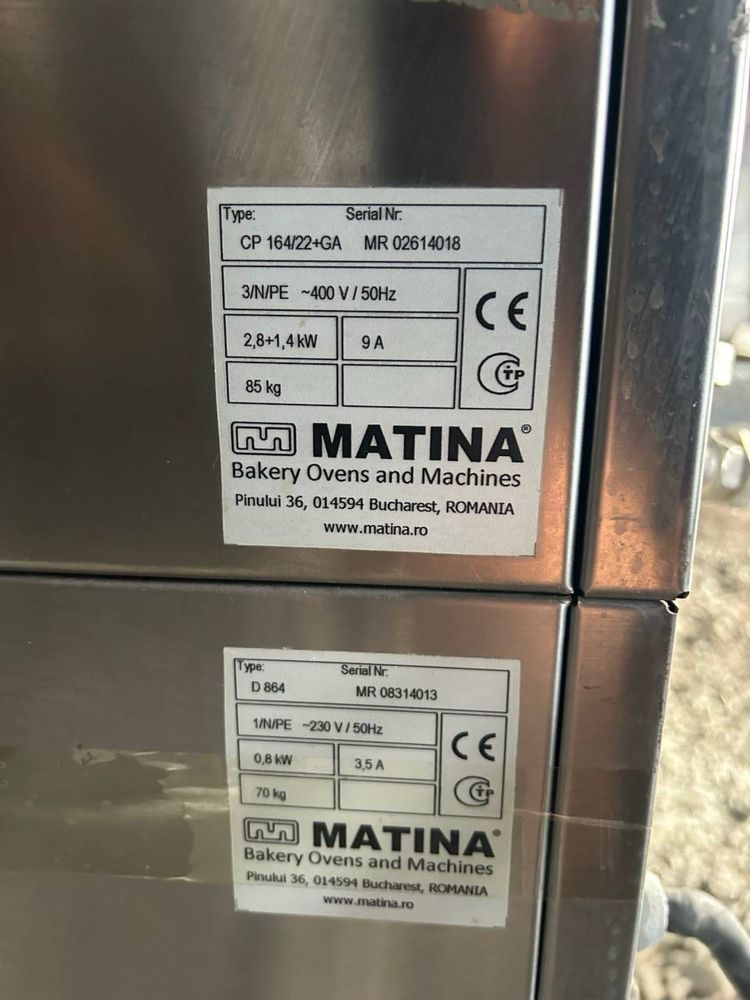 Type: Serial Nr:
CP 164/22+GA MR 02614018
3/N/PE ~400 V / 50Hz
2,8+1,4 kW 9 A
85 kg
CE
CTP
MATINA®
Bakery Ovens and Machines
Pinului 36, 014594 Bucharest, ROMANIA
www.matina.ro
Type: Serial Nr:
D 864 MR 08314013
1/N/PE ~230 V / 50Hz
0,8 kW 3,5 A
70 kg
CE
CTP
MATINA®
Bakery Ovens and Machines
Pinului 36, 014594 Bucharest, ROMANIA
www.matina.ro